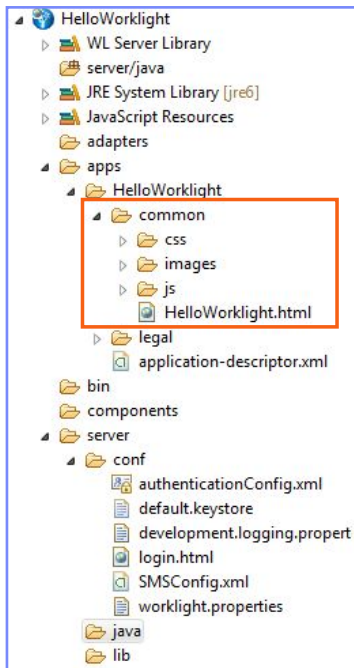 HelloWorklight
WL Server Library
server/java
JRE System Library [jre6]
JavaScript Resources
adapters
apps
HelloWorklight
common
css
images
js
HelloWorklight.html
legal
application-descriptor.xml
bin
components
server
conf
authenticationConfig.xml
default.keystore
development.logging.propert
login.html
SMSConfig.xml
worklight.properties
java
lib